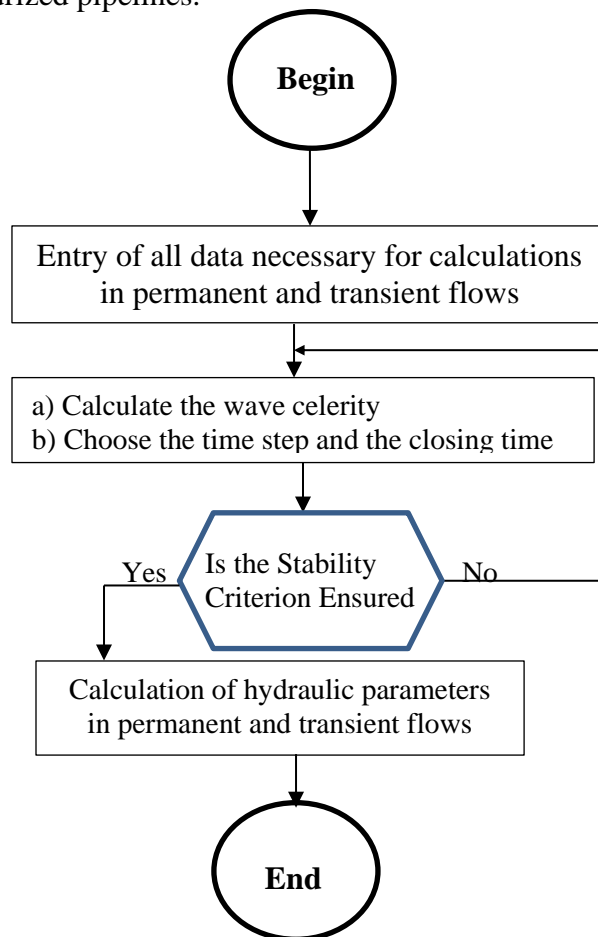 pipelines.
Begin
Entry of all data necessary for calculations
in permanent and transient flows
a) Calculate the wave celerity
b) Choose the time step and the closing time
Is the Stability
Criterion Ensured
Yes
No
Calculation of hydraulic parameters
in permanent and transient flows
End